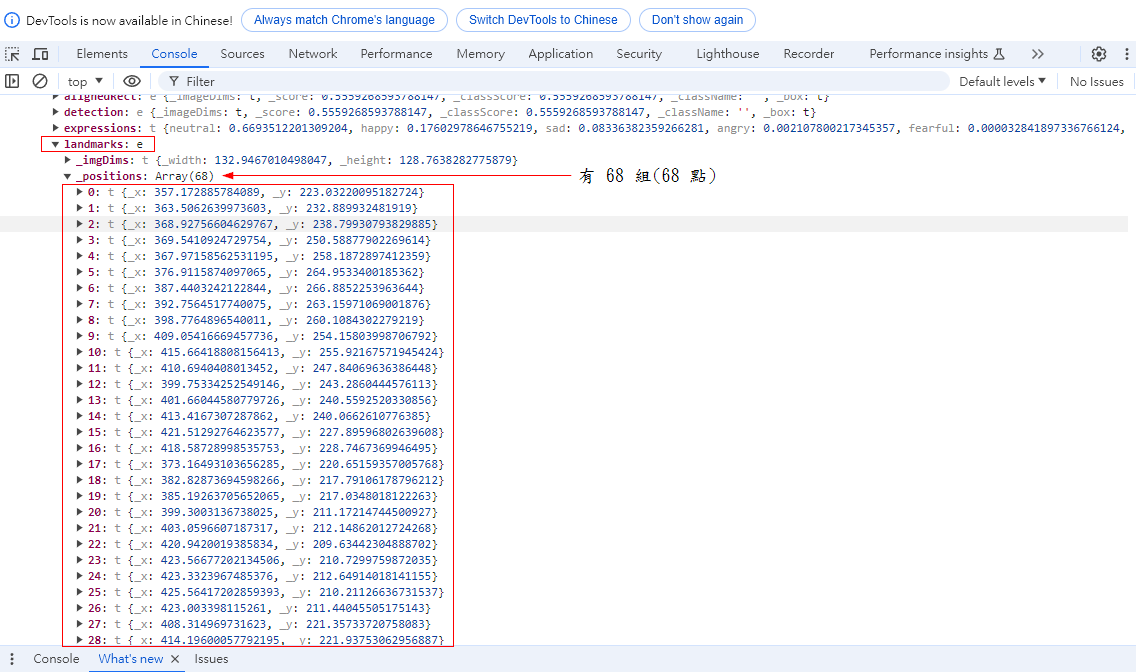 DevTools is now available in Chinese! Always match Chrome's language Switch DevTools to Chinese Don't show again
Elements Console Sources Network Performance Memory Application Security Lighthouse Recorder Performance insights
top Filter Default levels No Issues
alignedRect: e {_imageDims: t, _score: 0.5559268593788147, _classScore: 0.5559268593788147, _className: '', _box: t}
detection: e {_imageDims: t, _score: 0.5559268593788147, _classScore: 0.5559268593788147, _className: '', _box: t}
expressions: t {neutral: 0.6693512201309204, happy: 0.17602978646755219, sad: 0.08336382359266281, angry: 0.002107800217345357, fearful: 0.000032841897336766124,
landmarks: e
_imgDims: t {_width: 132.9467010498047, _height: 128.7638282775879}
_positions: Array(68) 有 68 組(68 點)
0: t {_x: 357.172885784089, _y: 223.03220095182724}
1: t {_x: 363.5062639973603, _y: 232.889932481919}
2: t {_x: 368.92756604629767, _y: 238.79930793829885}
3: t {_x: 369.5410924729754, _y: 250.58877902269614}
4: t {_x: 367.97158562531195, _y: 258.1872897412359}
5: t {_x: 376.9115874097065, _y: 264.9533400185362}
6: t {_x: 387.4403242122844, _y: 266.8852253963644}
7: t {_x: 392.7564517740075, _y: 263.15971069001876}
8: t {_x: 398.7764896540011, _y: 260.1084302279219}
9: t {_x: 409.05416669457736, _y: 254.15803998706792}
10: t {_x: 415.66418808156413, _y: 255.92167571945424}
11: t {_x: 410.6940408013452, _y: 247.84069636386448}
12: t {_x: 399.75334252549146, _y: 243.2860444576113}
13: t {_x: 401.66044580779726, _y: 240.5592520330856}
14: t {_x: 413.4167307287862, _y: 240.0662610776385}
15: t {_x: 421.51292764623577, _y: 227.89596802639608}
16: t {_x: 418.58728998535753, _y: 228.7467369946495}
17: t {_x: 373.16493103656285, _y: 220.65159357005768}
18: t {_x: 382.82873694598266, _y: 217.79106178796212}
19: t {_x: 385.19263705652065, _y: 217.0348018122263}
20: t {_x: 399.3003136738025, _y: 211.17214744500927}
21: t {_x: 403.0596607187317, _y: 212.14862012724268}
22: t {_x: 420.9420019385834, _y: 209.63442304888702}
23: t {_x: 423.56677202134506, _y: 210.7299759872035}
24: t {_x: 423.3323967485376, _y: 212.64914018141155}
25: t {_x: 425.56417202859393, _y: 210.21126636731537}
26: t {_x: 423.003398115261, _y: 211.44045505175143}
27: t {_x: 408.314969731623, _y: 221.35733720758083}
28: t {_x: 414.19600057792195, _y: 221.93753062956887}
Console What's new Issues